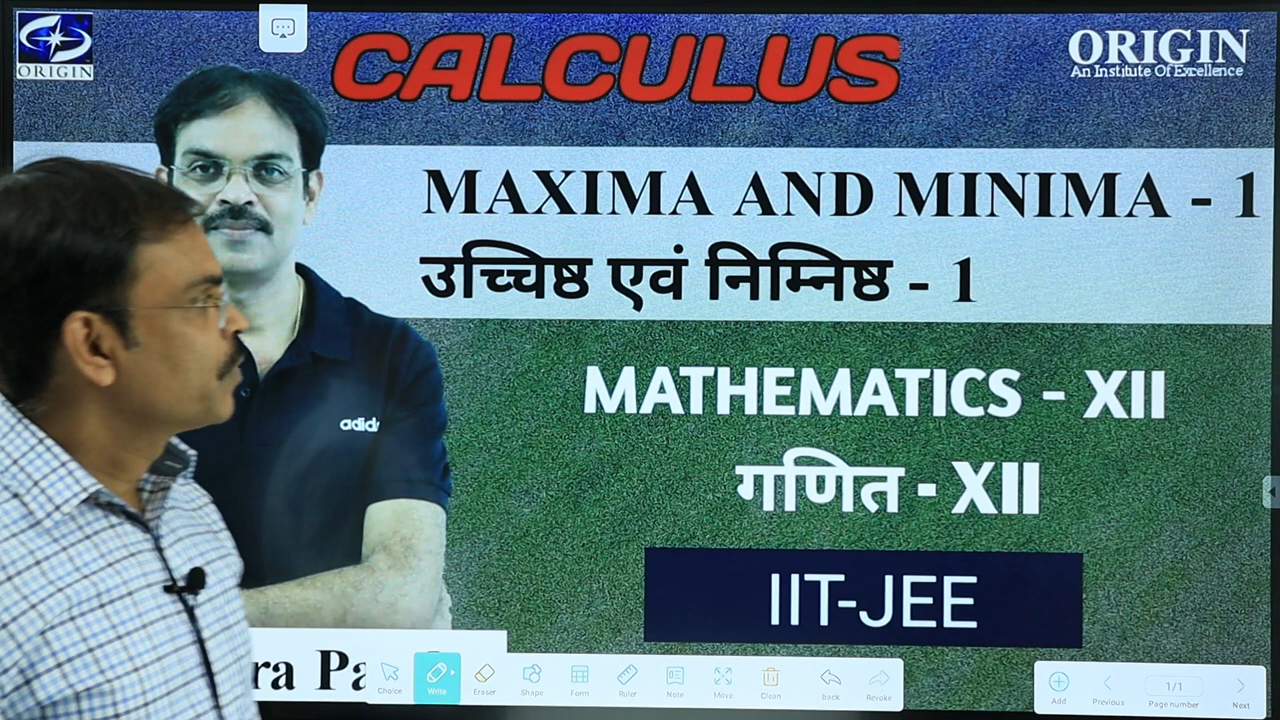 ORIGIN
CALCULUS
ORIGIN
An Institute Of Excellence
MAXIMA AND MINIMA - 1
उच्चिष्ठ एवं निम्निष्ठ - 1
MATHEMATICS - XII
गणित - XII
IIT-JEE
Choice
Write
Eraser
Shape
Form
Ruler
Note
Move
Clean
back
Revoke
Add
Previous
1/1
Page number
Next